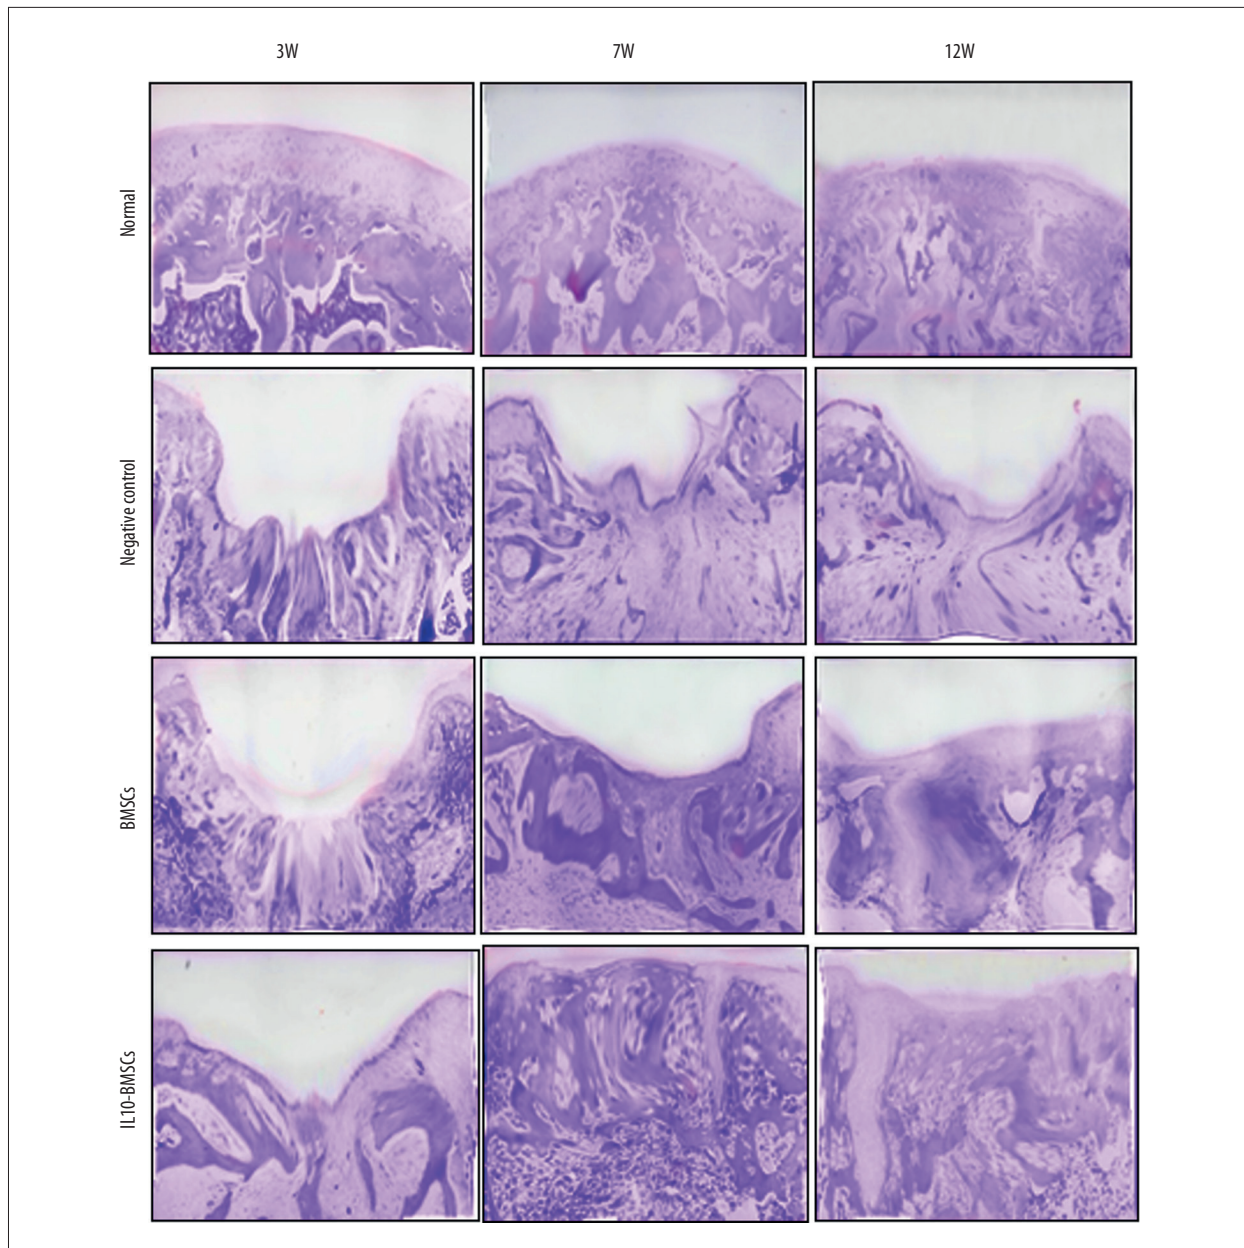 3W
7W
12W
Normal
Negative control
BMSCs
IL10-BMSCs